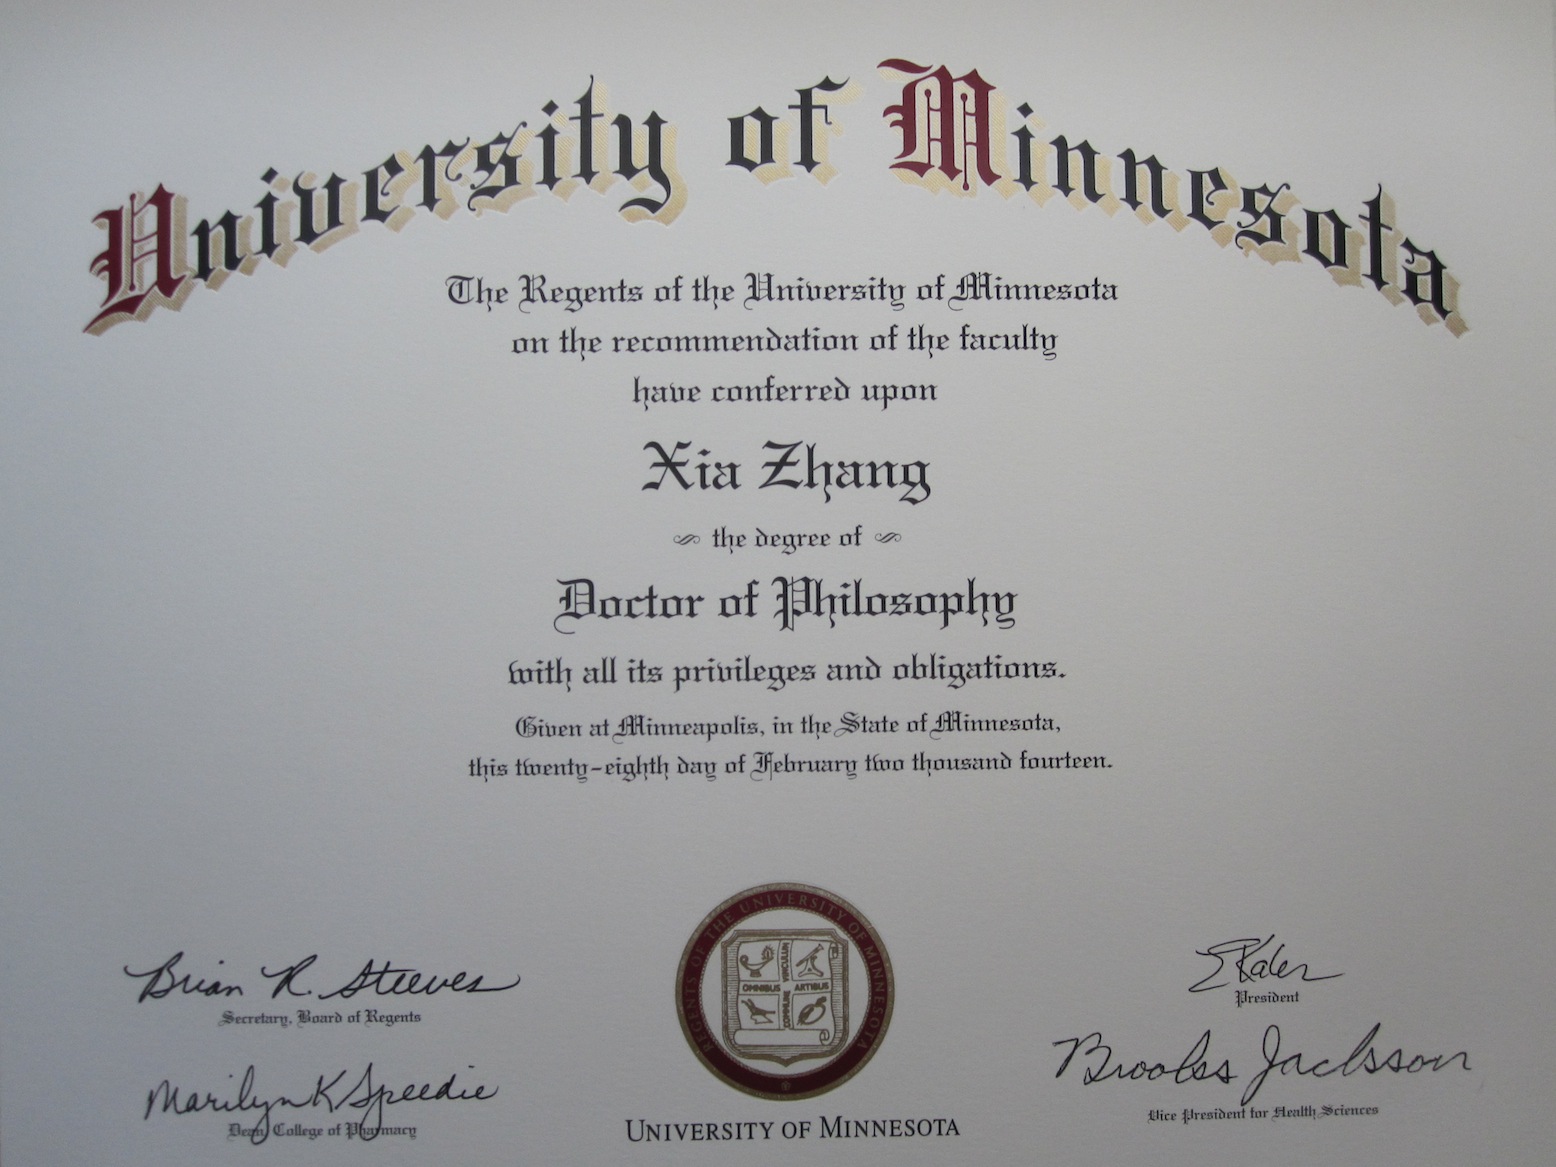 University of Minnesota
The Regents of the University of Minnesota
on the recommendation of the faculty
have conferred upon
Xia Zhang
the degree of
Doctor of Philosophy
with all its privileges and obligations.
Given at Minneapolis, in the State of Minnesota,
this twenty-eighth day of February two thousand fourteen.
Brian R. Steeves
Secretary, Board of Regents
Marilyn K Speedie
Dean, College of Pharmacy
REGENTS OF THE UNIVERSITY OF MINNESOTA
OMNIBUS ARTIBUS
COMMUNE VINCULUM
UNIVERSITY OF MINNESOTA
E Kaler
President
Brooks Jackson
Vice President for Health Sciences